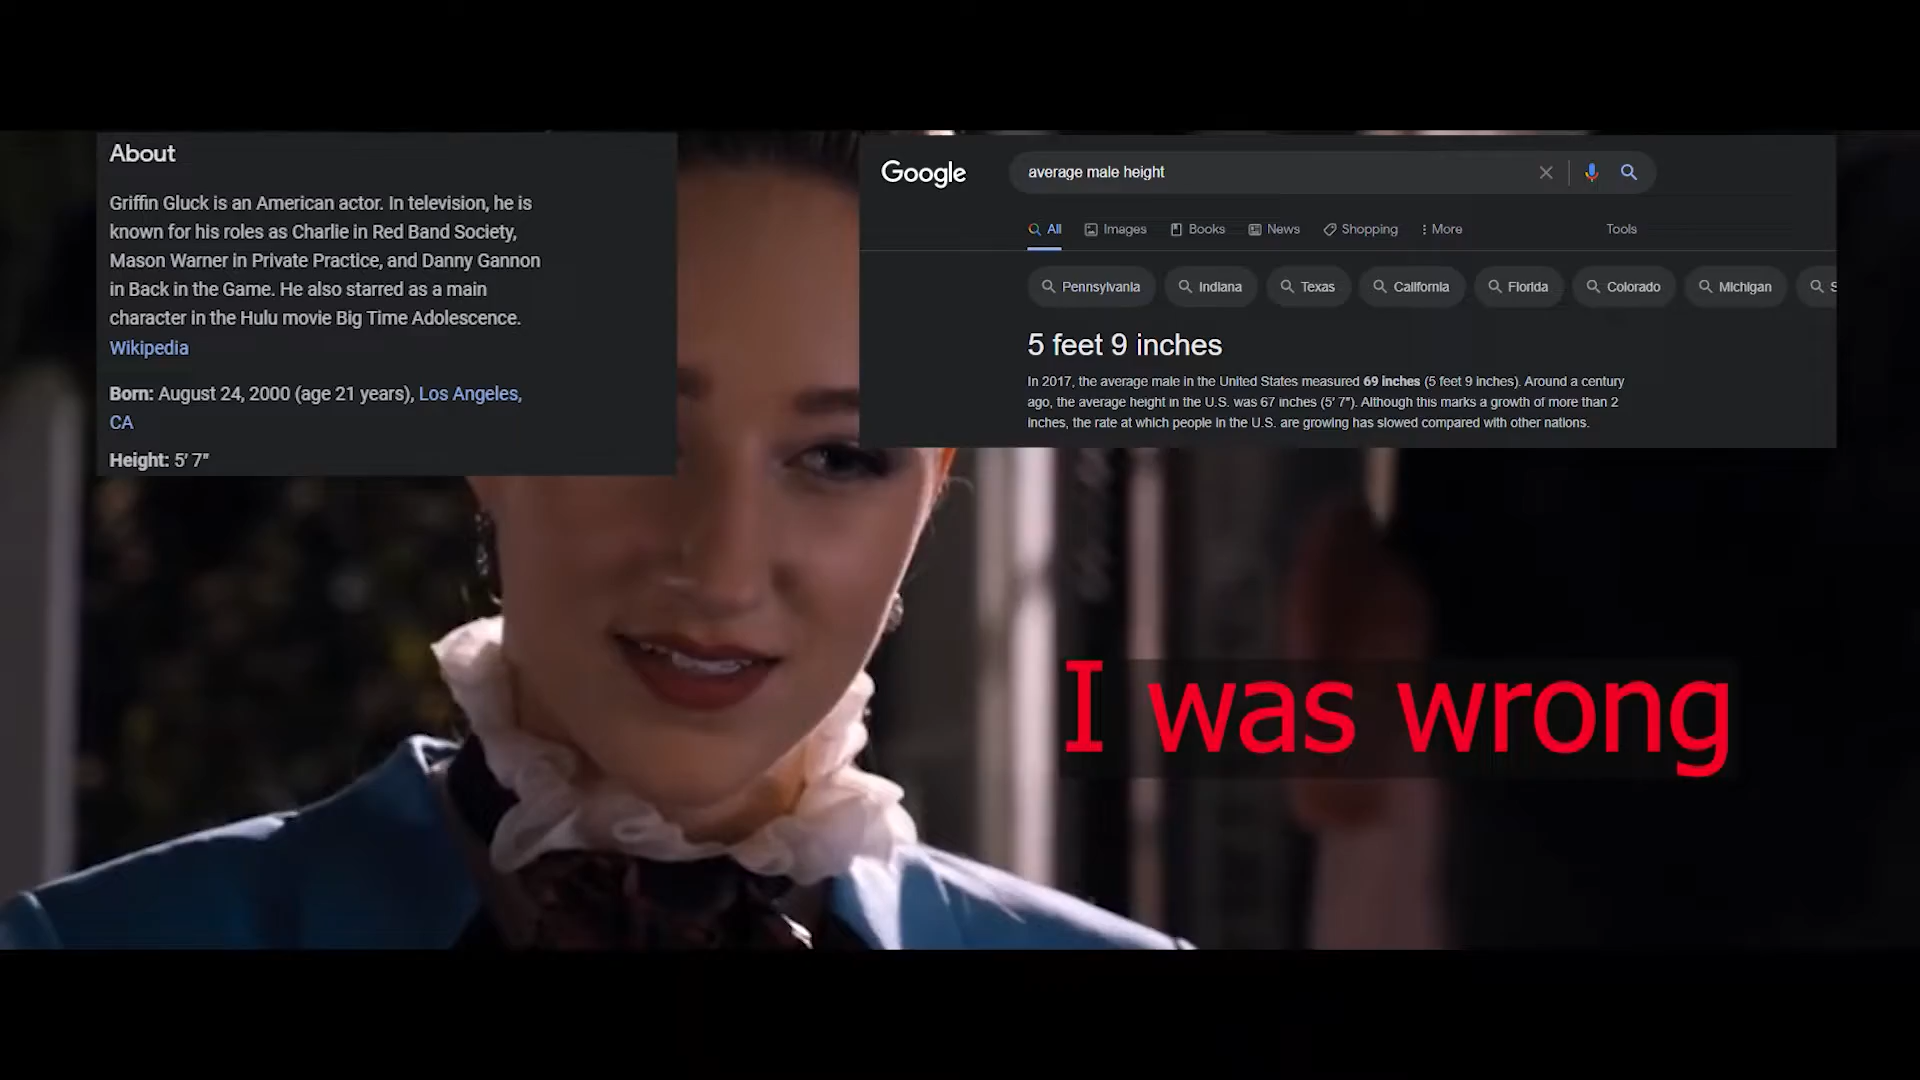 About
Griffin Gluck is an American actor. In television, he is
known for his roles as Charlie in Red Band Society,
Mason Warner in Private Practice, and Danny Gannon
in Back in the Game. He also starred as a main
character in the Hulu movie Big Time Adolescence.
Wikipedia
Born: August 24, 2000 (age 21 years), Los Angeles,
CA
Height: 5′ 7″
Google
average male height
All Images Books News Shopping More Tools
Pennsylvania Indiana Texas California Florida Colorado Michigan S
5 feet 9 inches
In 2017, the average male in the United States measured 69 inches (5 feet 9 inches). Around a century
ago, the average height in the U.S. was 67 inches (5′ 7″). Although this marks a growth of more than 2
inches, the rate at which people in the U.S. are growing has slowed compared with other nations.
I was wrong